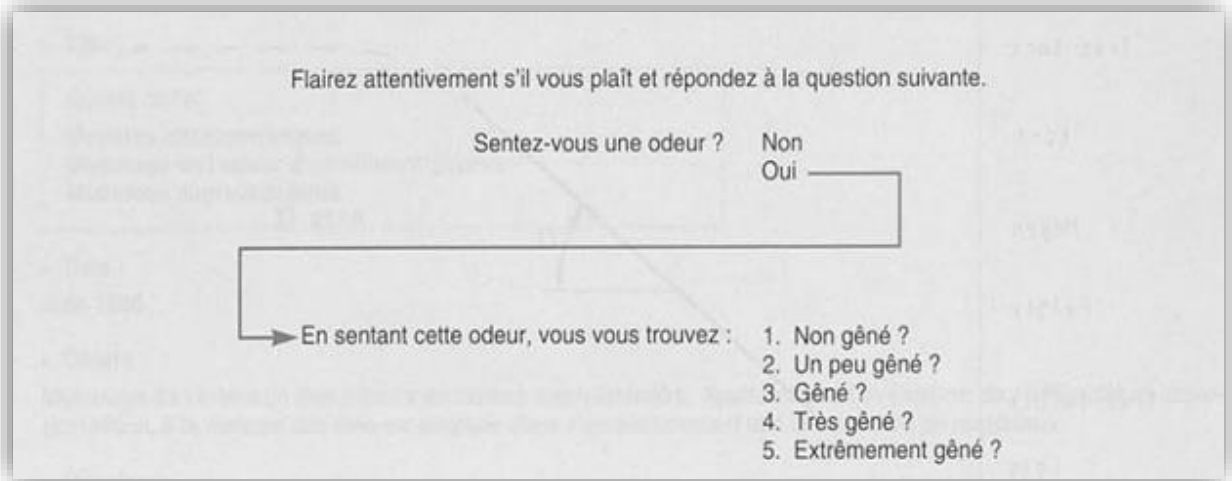 Flairez attentivement s'il vous plaît et répondez à la question suivante.
Sentez-vous une odeur ? Non
Oui
En sentant cette odeur, vous vous trouvez : 1. Non gêné ?
2. Un peu gêné ?
3. Gêné ?
4. Très gêné ?
5. Extrêmement gêné ?